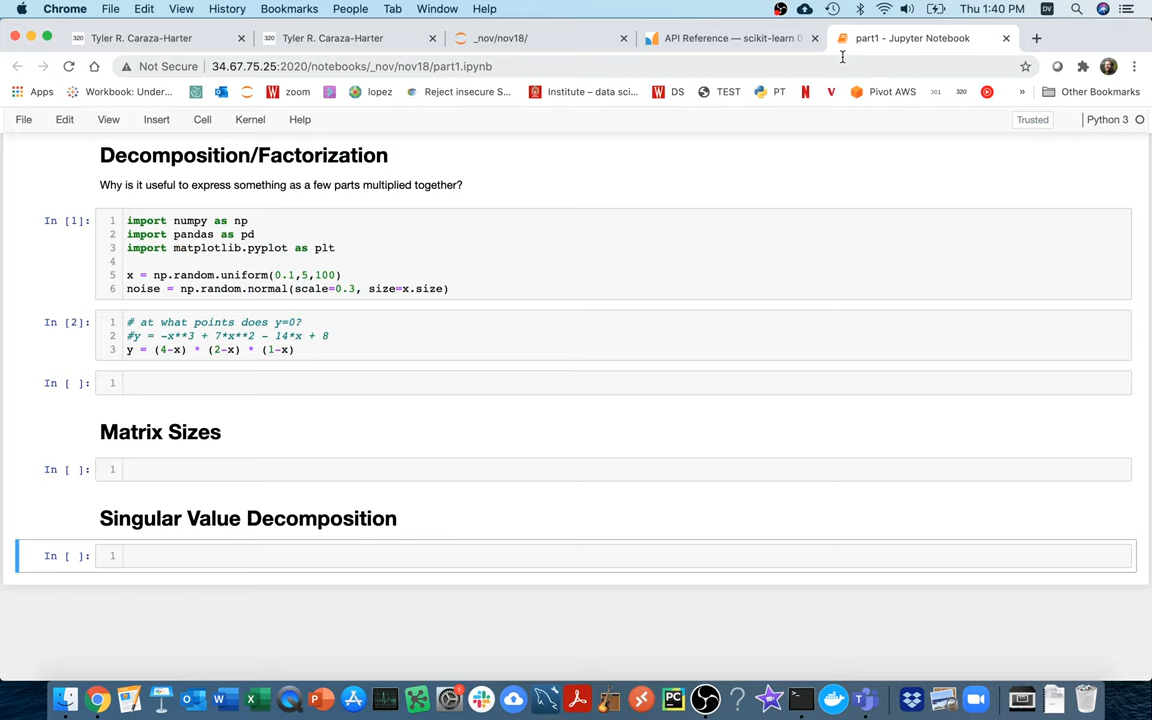 Chrome File Edit View History Bookmarks People Tab Window Help Thu 1:40 PM DV
320 Tyler R. Caraza-Harter 320 Tyler R. Caraza-Harter _nov/nov18/ API Reference — scikit-learn 0 part1 - Jupyter Notebook
Not Secure 34.67.75.25:2020/notebooks/_nov/nov18/part1.ipynb
Apps Workbook: Under... zoom lopez Reject insecure S... Institute – data sci... DS TEST PT Pivot AWS 301 320 » Other Bookmarks
File Edit View Insert Cell Kernel Help Trusted Python 3
Decomposition/Factorization
Why is it useful to express something as a few parts multiplied together?
In [1]: 1 import numpy as np
2 import pandas as pd
3 import matplotlib.pyplot as plt
4
5 x = np.random.uniform(0.1,5,100)
6 noise = np.random.normal(scale=0.3, size=x.size)
In [2]: 1 # at what points does y=0?
2 #y = -x**3 + 7*x**2 - 14*x + 8
3 y = (4-x) * (2-x) * (1-x)
In [ ]: 1
Matrix Sizes
In [ ]: 1
Singular Value Decomposition
In [ ]: 1